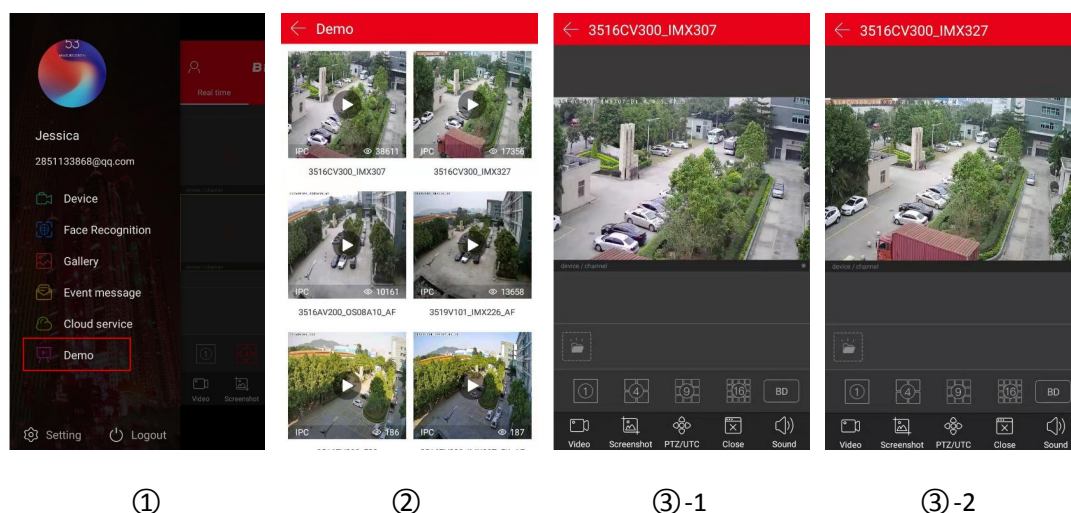 53
Jessica
2851133868@qq.com
Device
Face Recognition
Gallery
Event message
Cloud service
Demo
Setting
Logout
Real time
1
Video
Screenshot
Demo
IPC
38611
3516CV300_IMX307
IPC
17356
3516CV300_IMX327
IPC
10161
3516AV200_OS08A10_AF
IPC
13658
3519V101_IMX226_AF
IPC
186
IPC
187
3516CV300_IMX307
device / channel
1
4
9
16
BD
Video
Screenshot
PTZ/UTC
Close
Sound
3516CV300_IMX327
device / channel
1
4
9
16
BD
Video
Screenshot
PTZ/UTC
Close
Sound
①
②
③-1
③-2